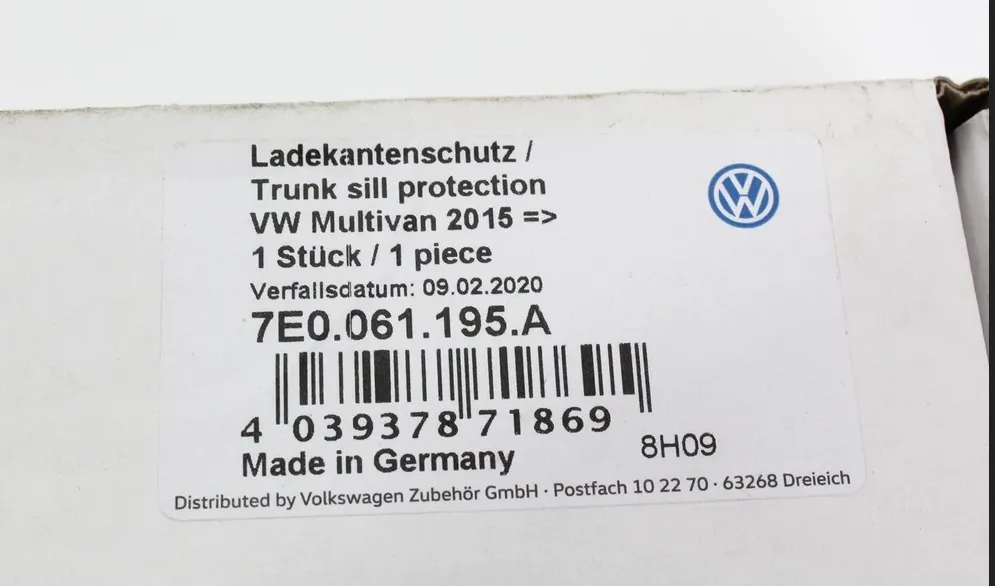 Ladekantenschutz /
Trunk sill protection
VW Multivan 2015 =>
1 Stück / 1 piece
Verfallsdatum: 09.02.2020
7E0.061.195.A
4 039378 71869
8H09
Made in Germany
Distributed by Volkswagen Zubehör GmbH · Postfach 10 22 70 · 63268 Dreieich